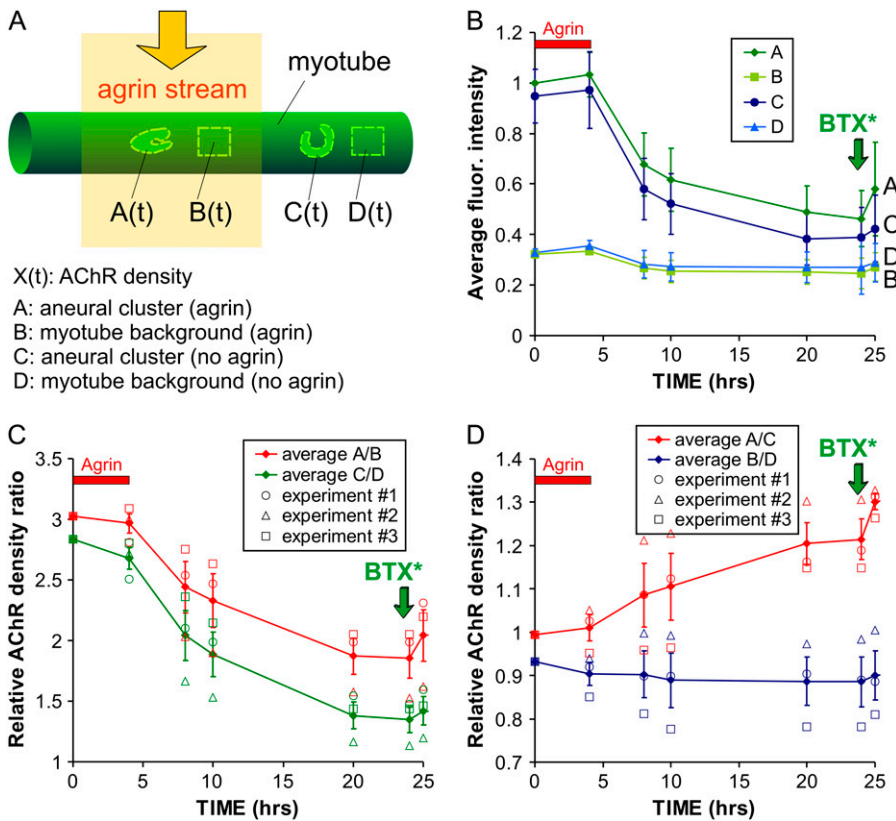 A
agrin stream
myotube
A(t)
B(t)
C(t)
D(t)
X(t): AChR density
A: aneural cluster (agrin)
B: myotube background (agrin)
C: aneural cluster (no agrin)
D: myotube background (no agrin)
B
Agrin
A
B
C
D
BTX*
A
C
D
B
Average fluor. intensity
1.2
1
0.8
0.6
0.4
0.2
0
0
5
10
15
20
25
TIME (hrs)
C
Agrin
average A/B
average C/D
experiment #1
experiment #2
experiment #3
BTX*
Relative AChR density ratio
3.5
3
2.5
2
1.5
1
0
5
10
15
20
25
TIME (hrs)
D
Agrin
average A/C
average B/D
experiment #1
experiment #2
experiment #3
BTX*
Relative AChR density ratio
1.4
1.3
1.2
1.1
1
0.9
0.8
0.7
0
5
10
15
20
25
TIME (hrs)